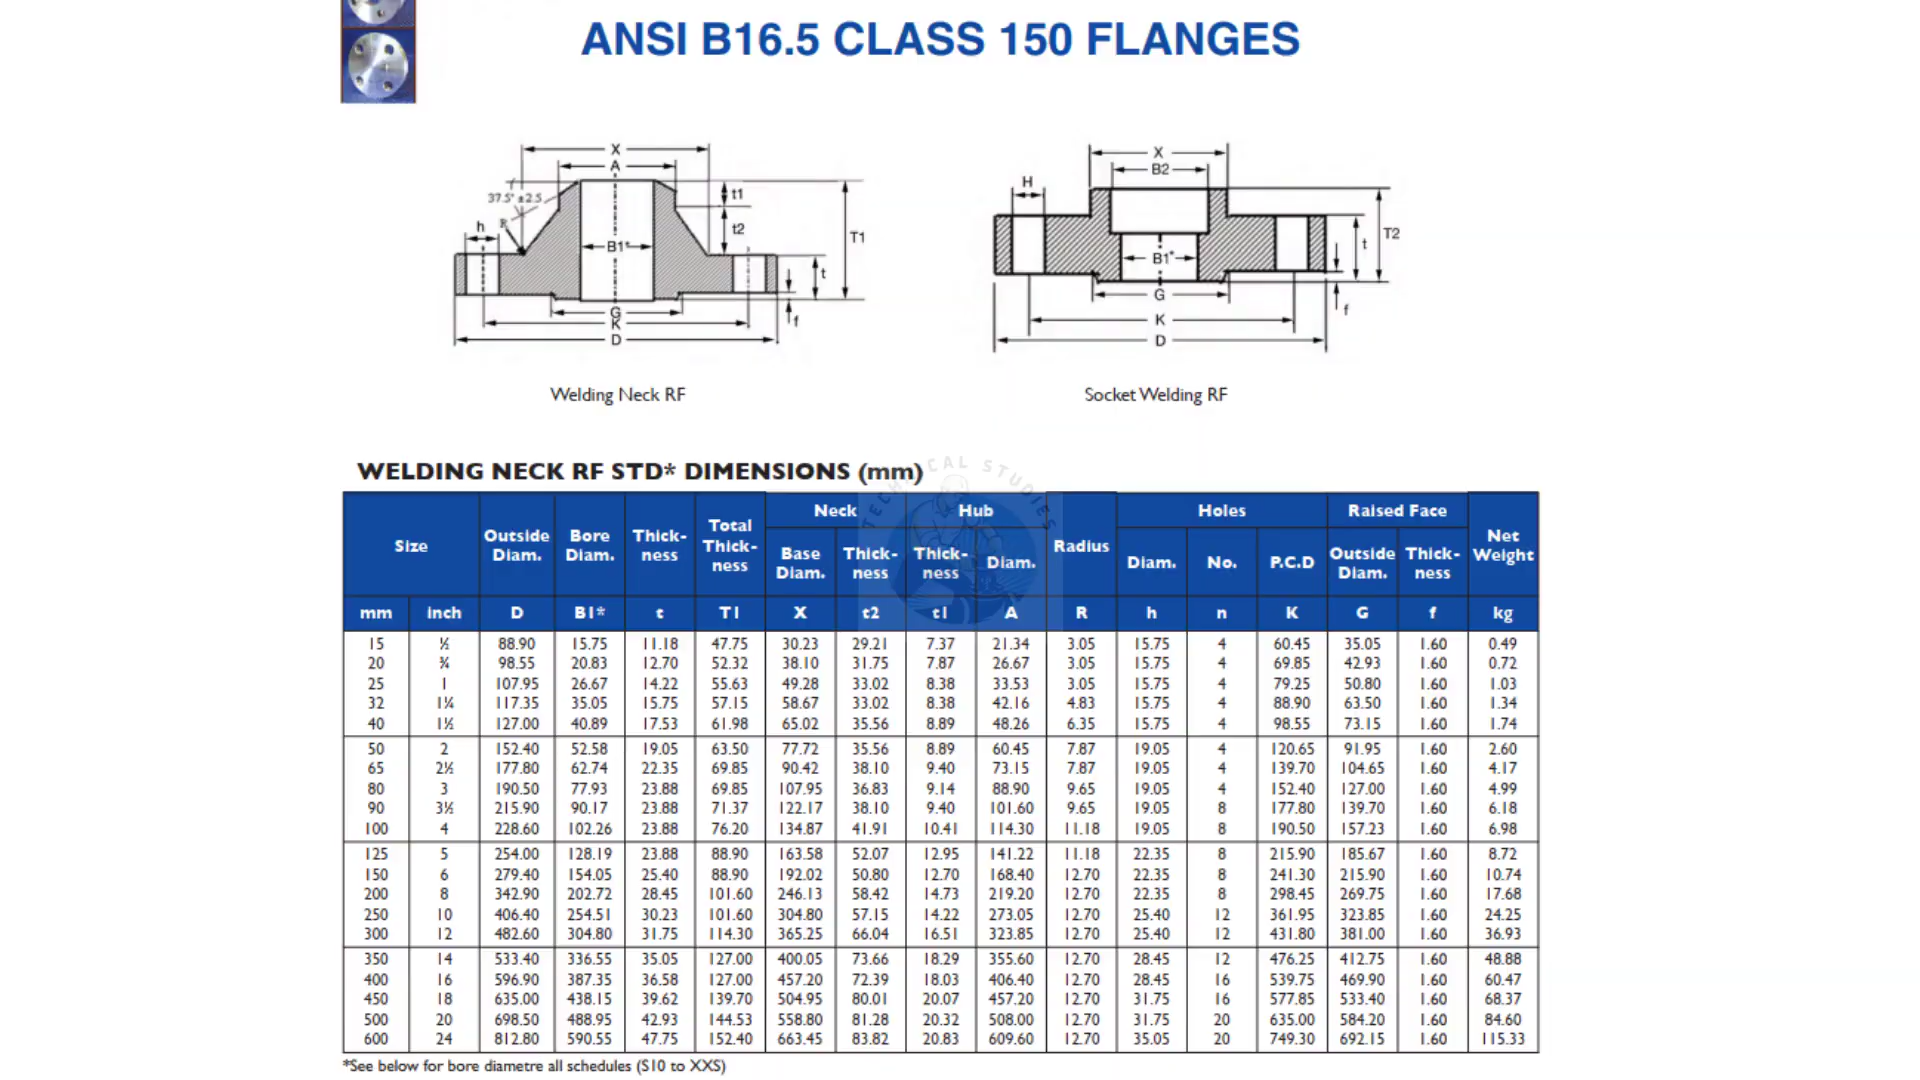 ANSI B16.5 CLASS 150 FLANGES
X
A
37.5° ±2.5
R
h
B1*
t1
t2
T1
t
f
G
K
D
X
B2
H
B1*
t
T2
G
f
K
D
Welding Neck RF
Socket Welding RF
WELDING NECK RF STD* DIMENSIONS (mm)
TECHNICAL STUDIES
Size Outside Diam. Bore Diam. Thick-ness Total Thick-ness Neck Hub Radius Holes Raised Face Net Weight
Base Diam. Thick-ness Thick-ness Diam. Diam. No. P.C.D Outside Diam. Thick-ness
mm inch D B1* t T1 X t2 t1 A R h n K G f kg
15 ½ 88.90 15.75 11.18 47.75 30.23 29.21 7.37 21.34 3.05 15.75 4 60.45 35.05 1.60 0.49
20 ¾ 98.55 20.83 12.70 52.32 38.10 31.75 7.87 26.67 3.05 15.75 4 69.85 42.93 1.60 0.72
25 1 107.95 26.67 14.22 55.63 49.28 33.02 8.38 33.53 3.05 15.75 4 79.25 50.80 1.60 1.03
32 1¼ 117.35 35.05 15.75 57.15 58.67 33.02 8.38 42.16 4.83 15.75 4 88.90 63.50 1.60 1.34
40 1½ 127.00 40.89 17.53 61.98 65.02 35.56 8.89 48.26 6.35 15.75 4 98.55 73.15 1.60 1.74
50 2 152.40 52.58 19.05 63.50 77.72 35.56 8.89 60.45 7.87 19.05 4 120.65 91.95 1.60 2.60
65 2½ 177.80 62.74 22.35 69.85 90.42 38.10 9.40 73.15 7.87 19.05 4 139.70 104.65 1.60 4.17
80 3 190.50 77.93 23.88 69.85 107.95 36.83 9.14 88.90 9.65 19.05 4 152.40 127.00 1.60 4.99
90 3½ 215.90 90.17 23.88 71.37 122.17 38.10 9.40 101.60 9.65 19.05 8 177.80 139.70 1.60 6.18
100 4 228.60 102.26 23.88 76.20 134.87 41.91 10.41 114.30 11.18 19.05 8 190.50 157.23 1.60 6.98
125 5 254.00 128.19 23.88 88.90 163.58 52.07 12.95 141.22 11.18 22.35 8 215.90 185.67 1.60 8.72
150 6 279.40 154.05 25.40 88.90 192.02 50.80 12.70 168.40 12.70 22.35 8 241.30 215.90 1.60 10.74
200 8 342.90 202.72 28.45 101.60 246.13 58.42 14.73 219.20 12.70 22.35 8 298.45 269.75 1.60 17.68
250 10 406.40 254.51 30.23 101.60 304.80 57.15 14.22 273.05 12.70 25.40 12 361.95 323.85 1.60 24.25
300 12 482.60 304.80 31.75 114.30 365.25 66.04 16.51 323.85 12.70 25.40 12 431.80 381.00 1.60 36.93
350 14 533.40 336.55 35.05 127.00 400.05 73.66 18.29 355.60 12.70 28.45 12 476.25 412.75 1.60 48.88
400 16 596.90 387.35 36.58 127.00 457.20 72.39 18.03 406.40 12.70 28.45 16 539.75 469.90 1.60 60.47
450 18 635.00 438.15 39.62 139.70 504.95 80.01 20.07 457.20 12.70 31.75 16 577.85 533.40 1.60 68.37
500 20 698.50 488.95 42.93 144.53 558.80 81.28 20.32 508.00 12.70 31.75 20 635.00 584.20 1.60 84.60
600 24 812.80 590.55 47.75 152.40 663.45 83.82 20.83 609.60 12.70 35.05 20 749.30 692.15 1.60 115.33
*See below for bore diametre all schedules (S10 to XXS)